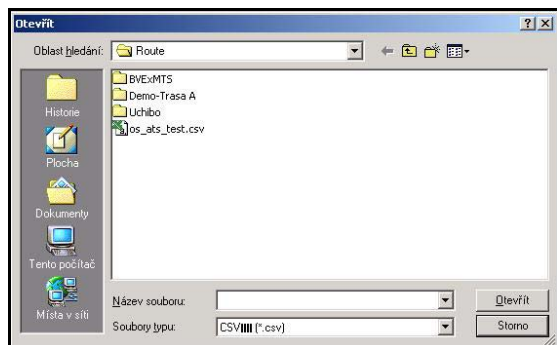 Otevřít
Oblast hledání: Route
BVExMTS
Demo-Trasa A
Uchibo
os_ats_test.csv
Historie
Plocha
Dokumenty
Tento počítač
Místa v síti
Název souboru:
Otevřít
Soubory typu: CSV (*.csv)
Storno